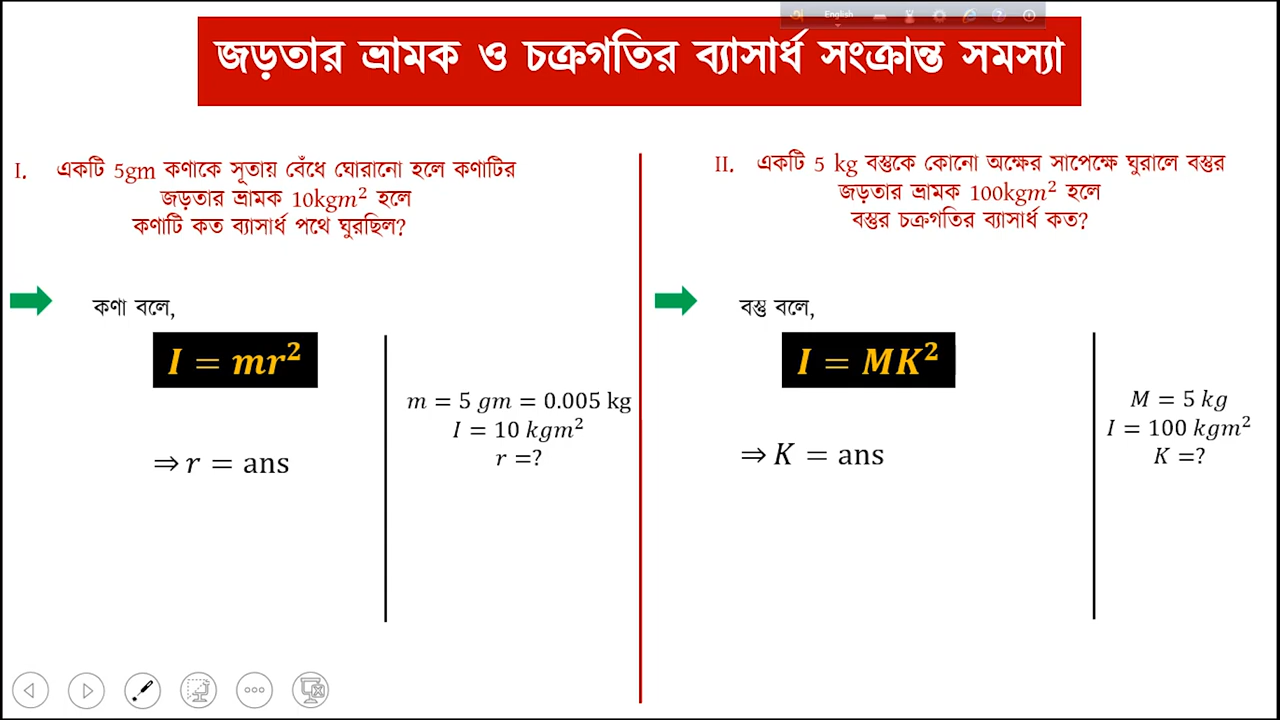 English
জড়তার ভ্রামক ও চক্রগতির ব্যাসার্ধ সংক্রান্ত সমস্যা
I. একটি 5gm কণাকে সূতায় বেঁধে ঘোরানো হলে কণাটির
জড়তার ভ্রামক 10kgm² হলে
কণাটি কত ব্যাসার্ধ পথে ঘুরছিল?
কণা বলে,
I = mr²
⇒ r = ans
m = 5 gm = 0.005 kg
I = 10 kgm²
r =?
II. একটি 5 kg বস্তুকে কোনো অক্ষের সাপেক্ষে ঘুরালে বস্তুর
জড়তার ভ্রামক 100kgm² হলে
বস্তুর চক্রগতির ব্যাসার্ধ কত?
বস্তু বলে,
I = MK²
⇒ K = ans
M = 5 kg
I = 100 kgm²
K =?